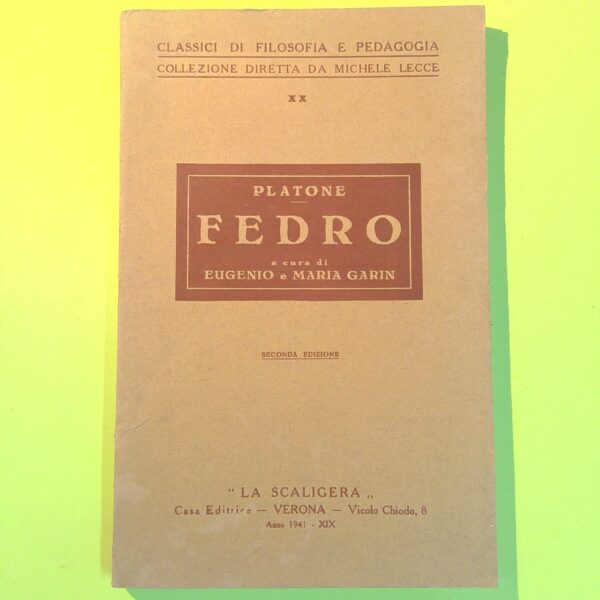 CLASSICI DI FILOSOFIA E PEDAGOGIA
COLLEZIONE DIRETTA DA MICHELE LECCE
XX
PLATONE
FEDRO
a cura di
EUGENIO e MARIA GARIN
SECONDA EDIZIONE
" LA SCALIGERA „
Casa Editrice — VERONA — Vicolo Chiodo, 8
Anno 1941 - XIX